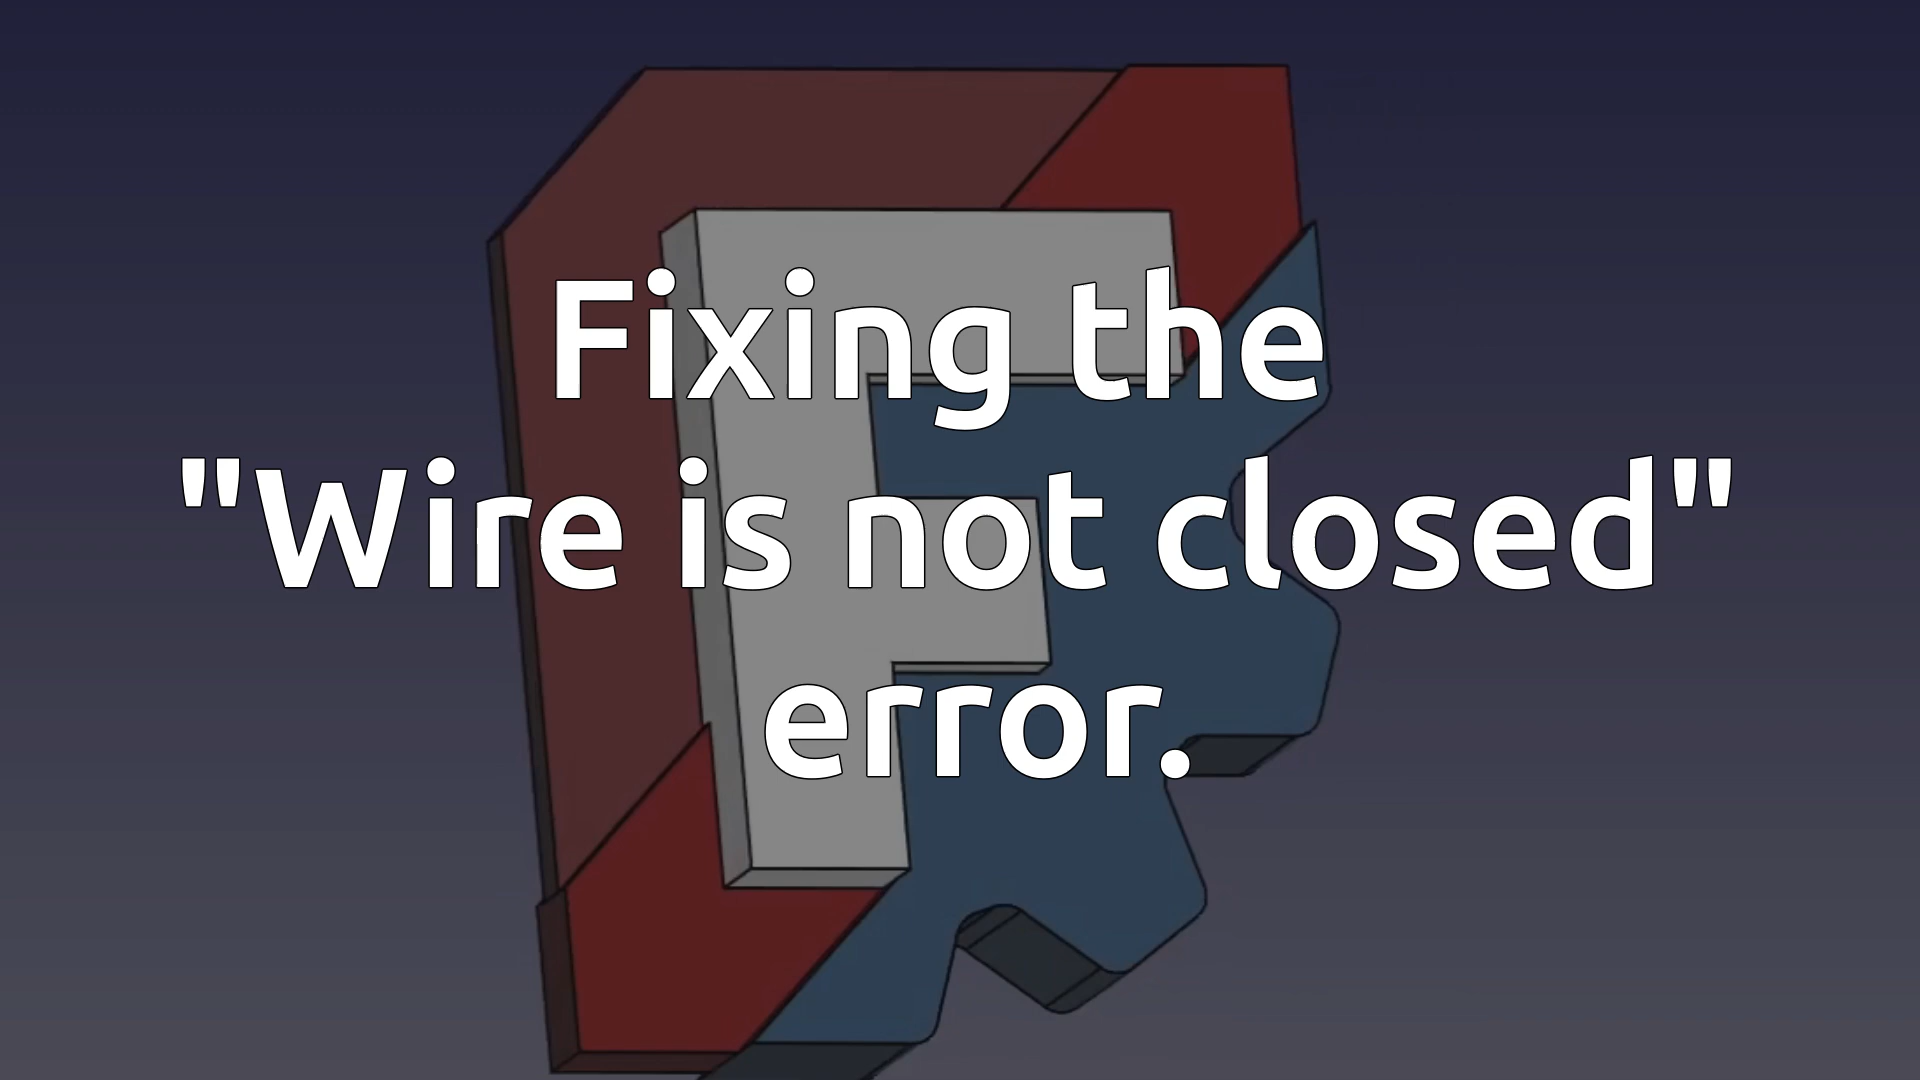 Fixing the
"Wire is not closed"
error.